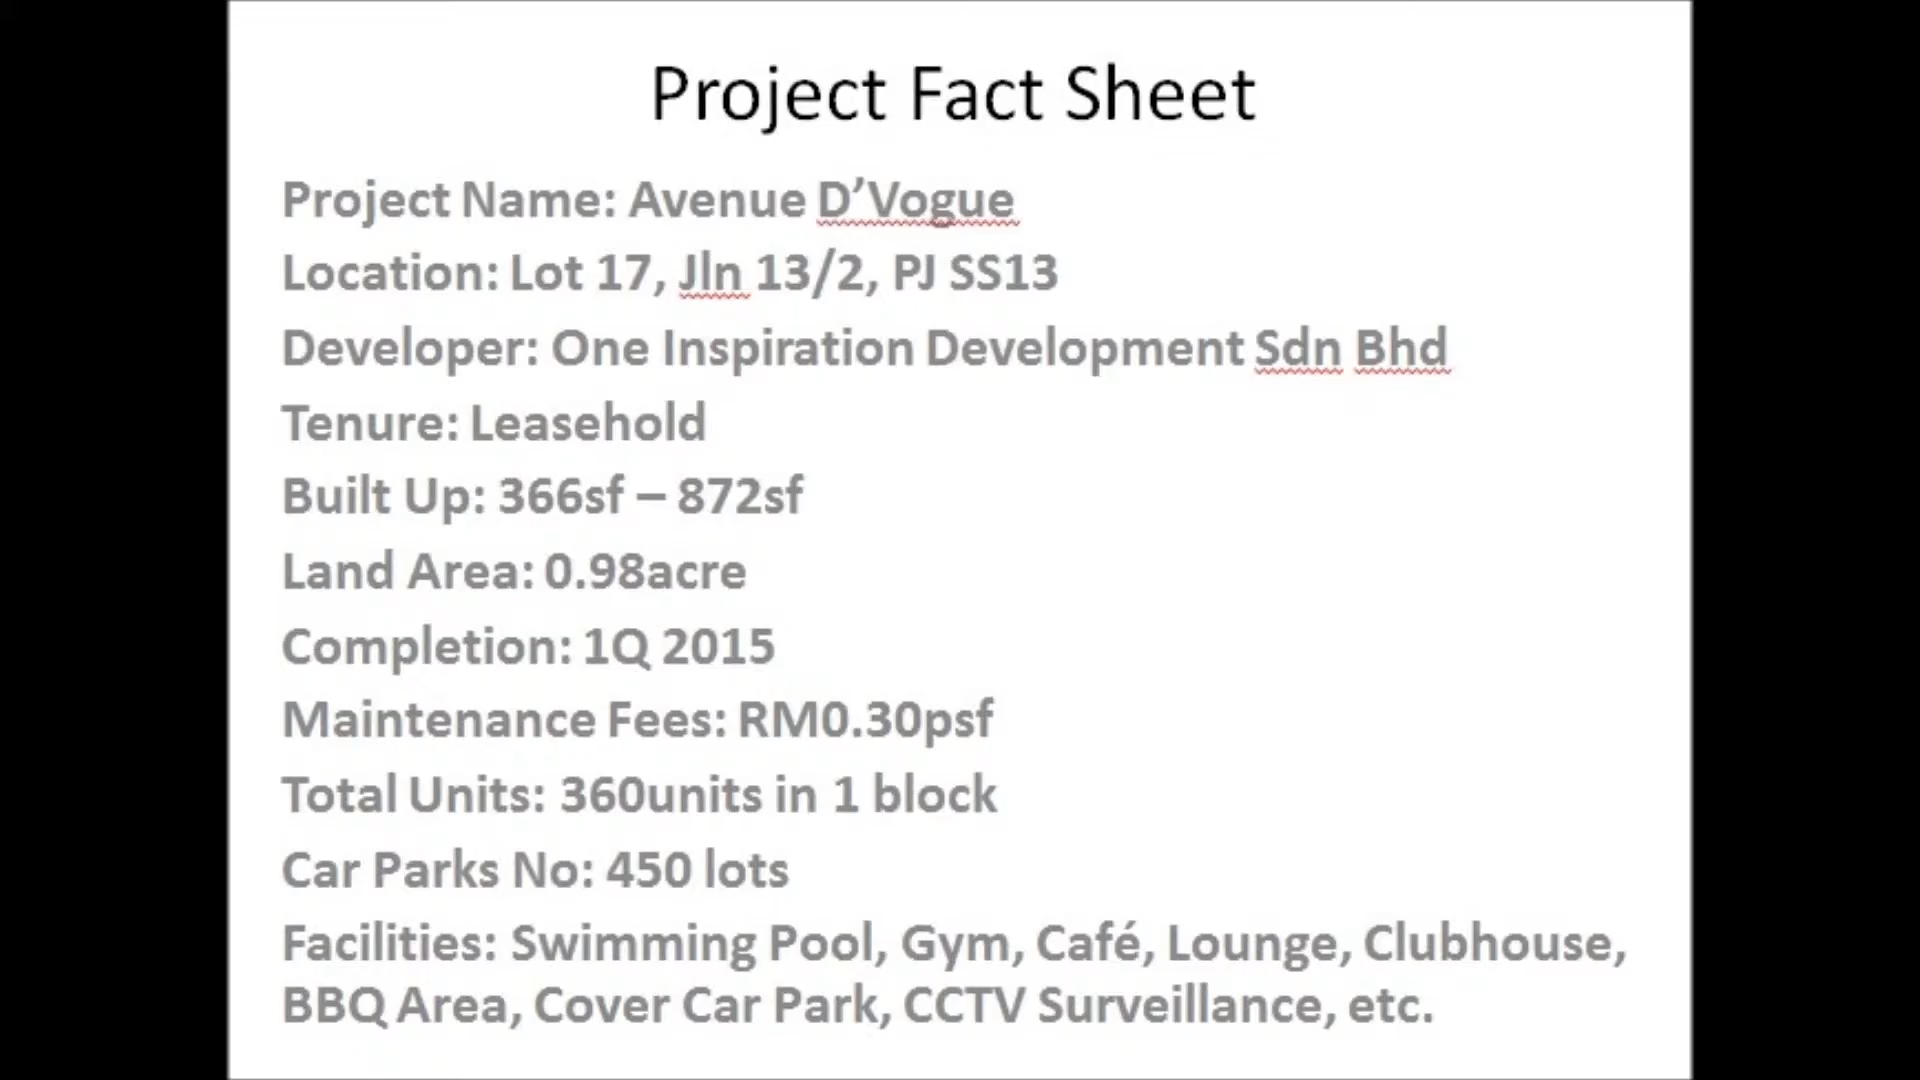 Project Fact Sheet
Project Name: Avenue D’Vogue
Location: Lot 17, Jln 13/2, PJ SS13
Developer: One Inspiration Development Sdn Bhd
Tenure: Leasehold
Built Up: 366sf – 872sf
Land Area: 0.98acre
Completion: 1Q 2015
Maintenance Fees: RM0.30psf
Total Units: 360units in 1 block
Car Parks No: 450 lots
Facilities: Swimming Pool, Gym, Café, Lounge, Clubhouse,
BBQ Area, Cover Car Park, CCTV Surveillance, etc.